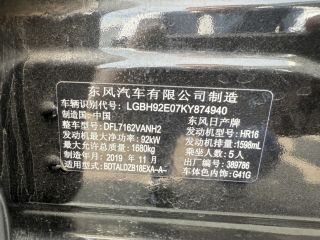 东风汽车有限公司制造
车辆识别代号: LGBH92E07KY874940
制造国: 中国 东风日产牌
整车型号: DFL7162VANH2 发动机型号: HR16
发动机最大净功率: 92kW 发动机排量: 1598mL
最大允许总质量: 1680kg 乘坐人数: 5人
制造年月: 2019 年 11 月 出厂编号: 389786
适用型式: BDTALDZB18EXA-A- 车体色内饰: G41G